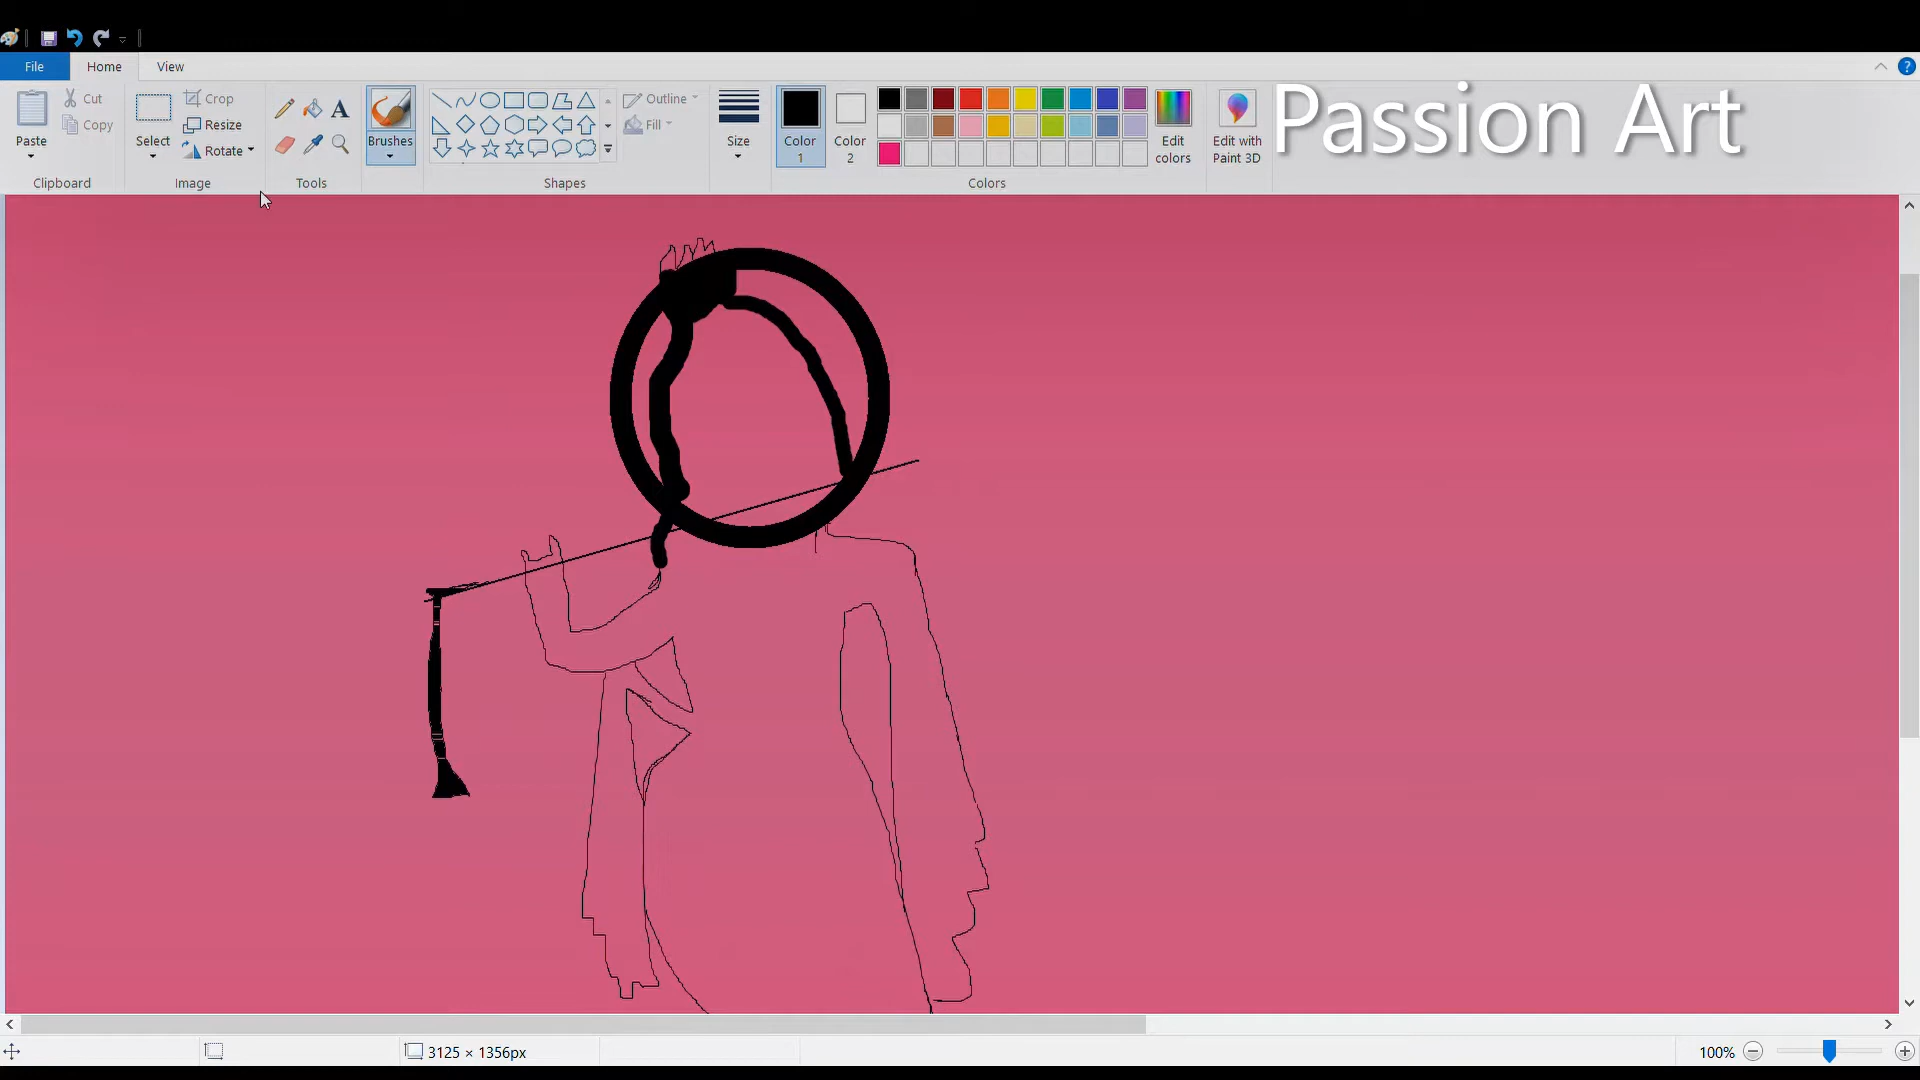 File Home View
Cut
Copy
Paste
Clipboard
Crop
Resize
Rotate
Select
Image
A
Tools
Brushes
Outline
Fill
Shapes
Size
Color
1
Color
2
Edit
colors
Colors
Edit with
Paint 3D
?
Passion Art
3125 × 1356px
100%